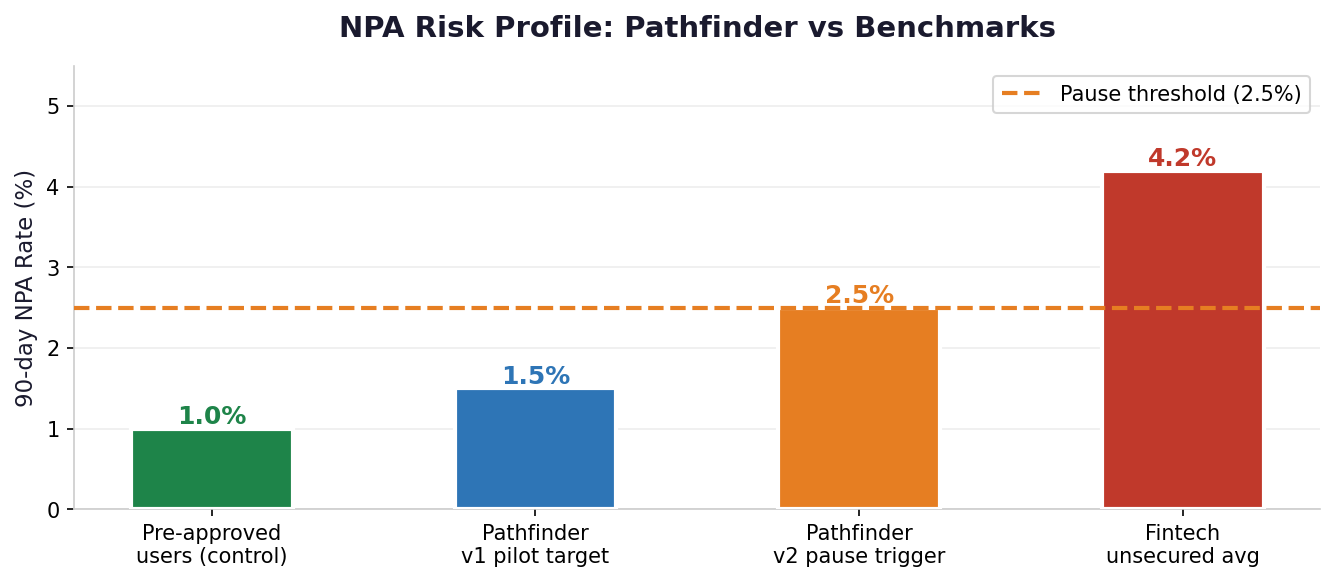 NPA Risk Profile: Pathfinder vs Benchmarks
Pause threshold (2.5%)
90-day NPA Rate (%)
5
4
3
2
1
0
1.0%
1.5%
2.5%
4.2%
Pre-approved
users (control)
Pathfinder
v1 pilot target
Pathfinder
v2 pause trigger
Fintech
unsecured avg